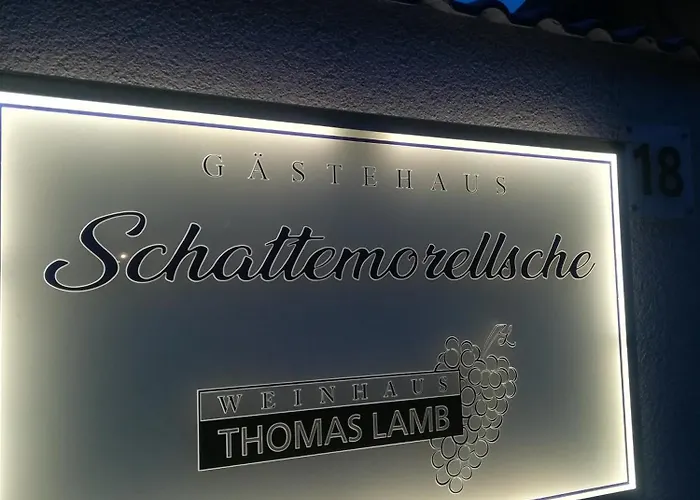 GÄSTEHAUS
18
Schattemorellsche
WEINHAUS
THOMAS LAMB